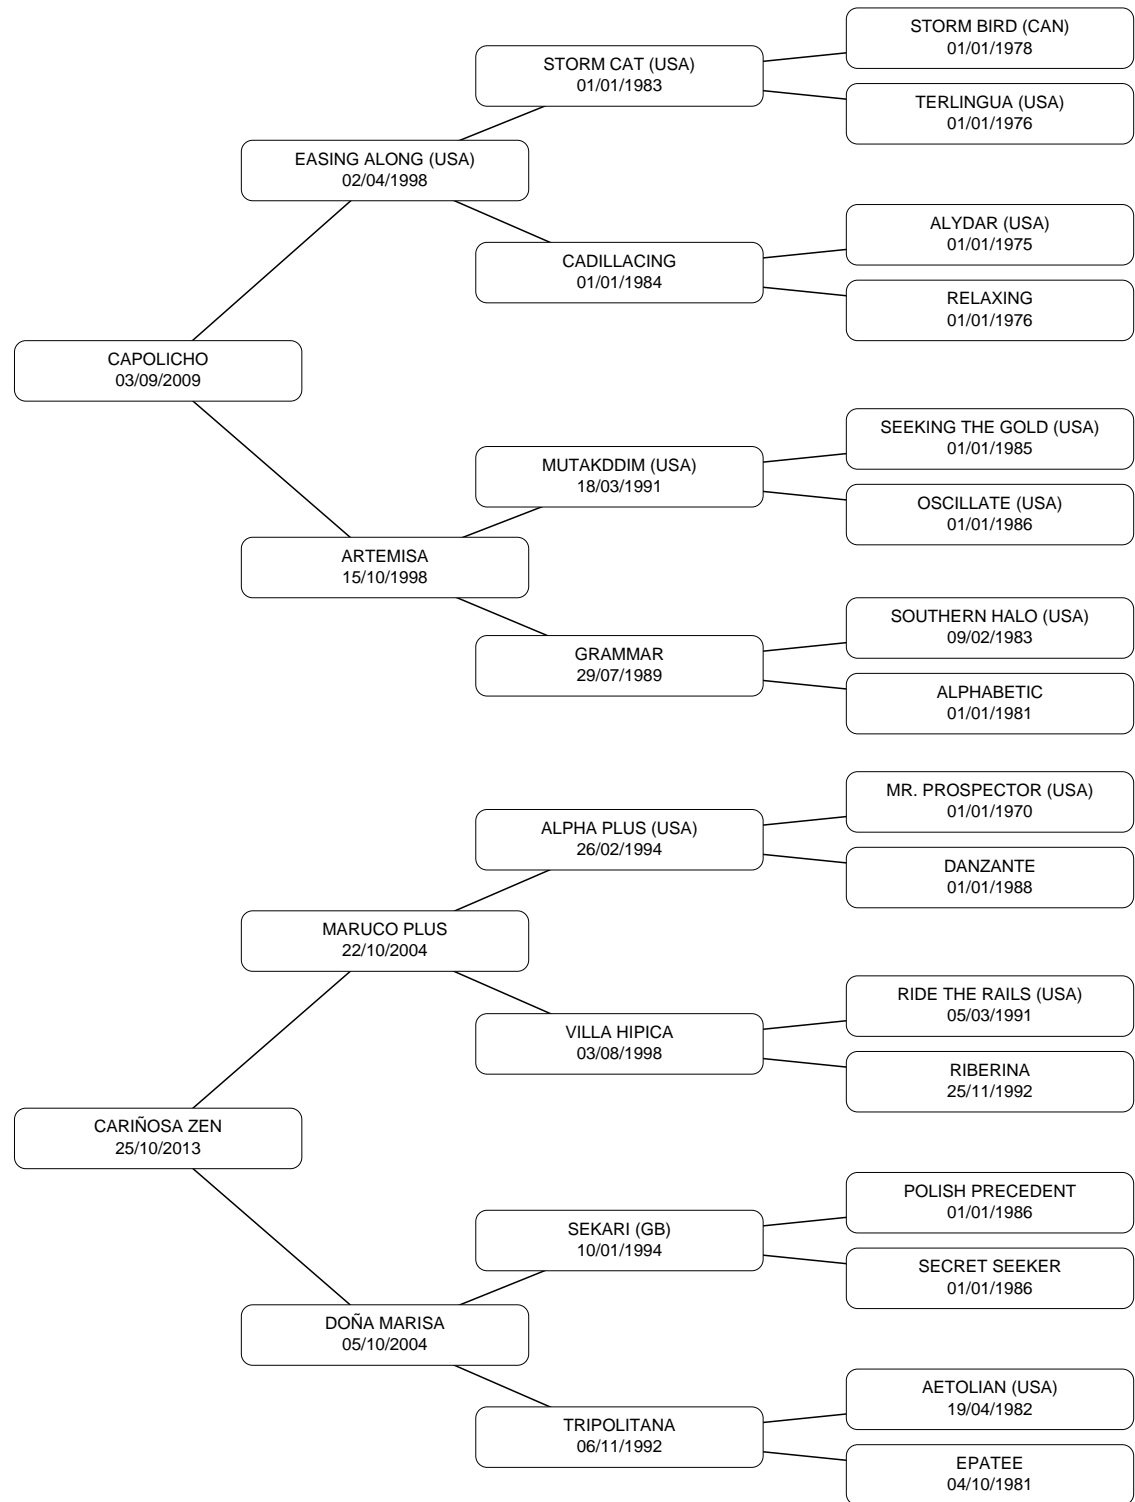 STORM BIRD (CAN)
01/01/1978
STORM CAT (USA)
01/01/1983
TERLINGUA (USA)
01/01/1976
EASING ALONG (USA)
02/04/1998
ALYDAR (USA)
01/01/1975
CADILLACING
01/01/1984
RELAXING
01/01/1976
CAPOLICHO
03/09/2009
SEEKING THE GOLD (USA)
01/01/1985
MUTAKDDIM (USA)
18/03/1991
OSCILLATE (USA)
01/01/1986
ARTEMISA
15/10/1998
SOUTHERN HALO (USA)
09/02/1983
GRAMMAR
29/07/1989
ALPHABETIC
01/01/1981
MR. PROSPECTOR (USA)
01/01/1970
ALPHA PLUS (USA)
26/02/1994
DANZANTE
01/01/1988
MARUCO PLUS
22/10/2004
RIDE THE RAILS (USA)
05/03/1991
VILLA HIPICA
03/08/1998
RIBERINA
25/11/1992
CARIÑOSA ZEN
25/10/2013
POLISH PRECEDENT
01/01/1986
SEKARI (GB)
10/01/1994
SECRET SEEKER
01/01/1986
DOÑA MARISA
05/10/2004
AETOLIAN (USA)
19/04/1982
TRIPOLITANA
06/11/1992
EPATEE
04/10/1981